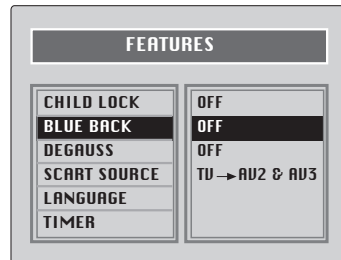 FEATURES
CHILD LOCK OFF
BLUE BACK OFF
DEGAUSS OFF
SCART SOURCE TV→AV2 & AV3
LANGUAGE
TIMER